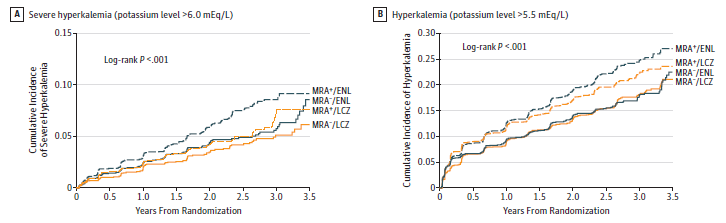 A Severe hyperkalemia (potassium level >6.0 mEq/L)
0.15
0.10
0.05
0
Cumulative Incidence
of Severe Hyperkalemia
Log-rank P <.001
MRA+/ENL
MRA-/ENL
MRA+/LCZ
MRA-/LCZ
0 0.5 1.0 1.5 2.0 2.5 3.0 3.5
Years From Randomization
B Hyperkalemia (potassium level >5.5 mEq/L)
0.30
0.25
0.20
0.15
0.10
0.05
0
Cumulative Incidence of Hyperkalemia
Log-rank P <.001
MRA+/ENL
MRA+/LCZ
MRA-/ENL
MRA-/LCZ
0 0.5 1.0 1.5 2.0 2.5 3.0 3.5
Years From Randomization